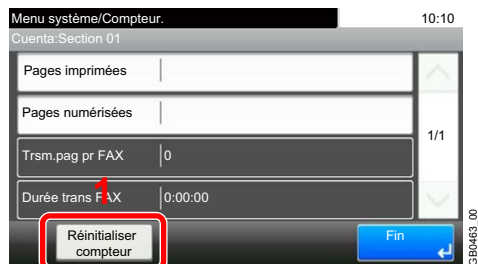 Menu système/Compteur.
10:10
Cuenta:Section 01
Pages imprimées
Pages numérisées
1/1
Trsm.pag pr FAX
0
Durée trans FAX
0:00:00
1
Réinitialiser
compteur
Fin
GB0463_00